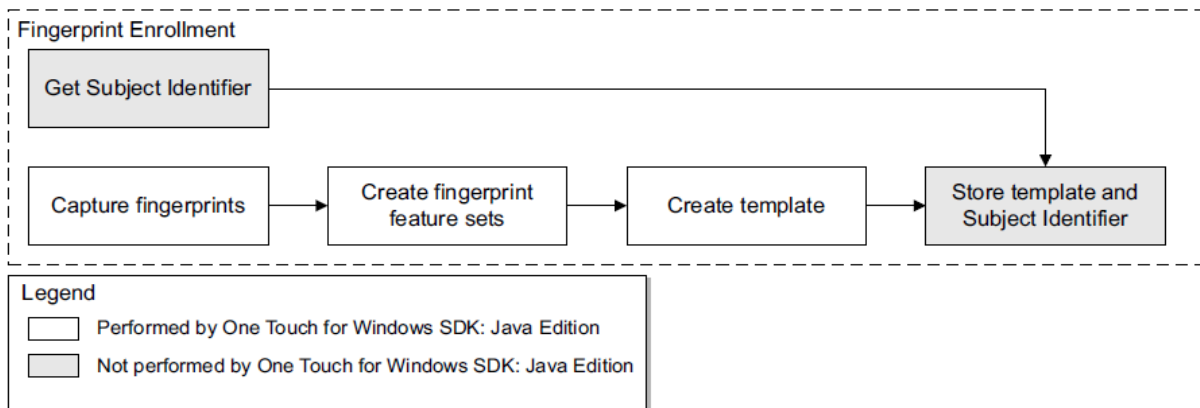 Fingerprint Enrollment
Get Subject Identifier
Capture fingerprints
Create fingerprint
feature sets
Create template
Store template and
Subject Identifier
Legend
Performed by One Touch for Windows SDK: Java Edition
Not performed by One Touch for Windows SDK: Java Edition